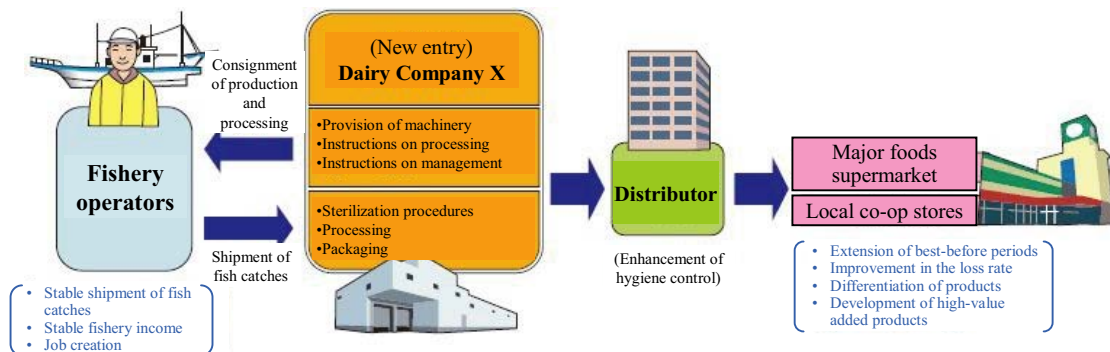 Fishery
operators
• Stable shipment of fish
catches
• Stable fishery income
• Job creation
Consignment
of production
and
processing
Shipment of
fish catches
(New entry)
Dairy Company X
•Provision of machinery
•Instructions on processing
•Instructions on management
•Sterilization procedures
•Processing
•Packaging
Distributor
(Enhancement of
hygiene control)
Major foods
supermarket
Local co-op stores
• Extension of best-before periods
• Improvement in the loss rate
• Differentiation of products
• Development of high-value
added products